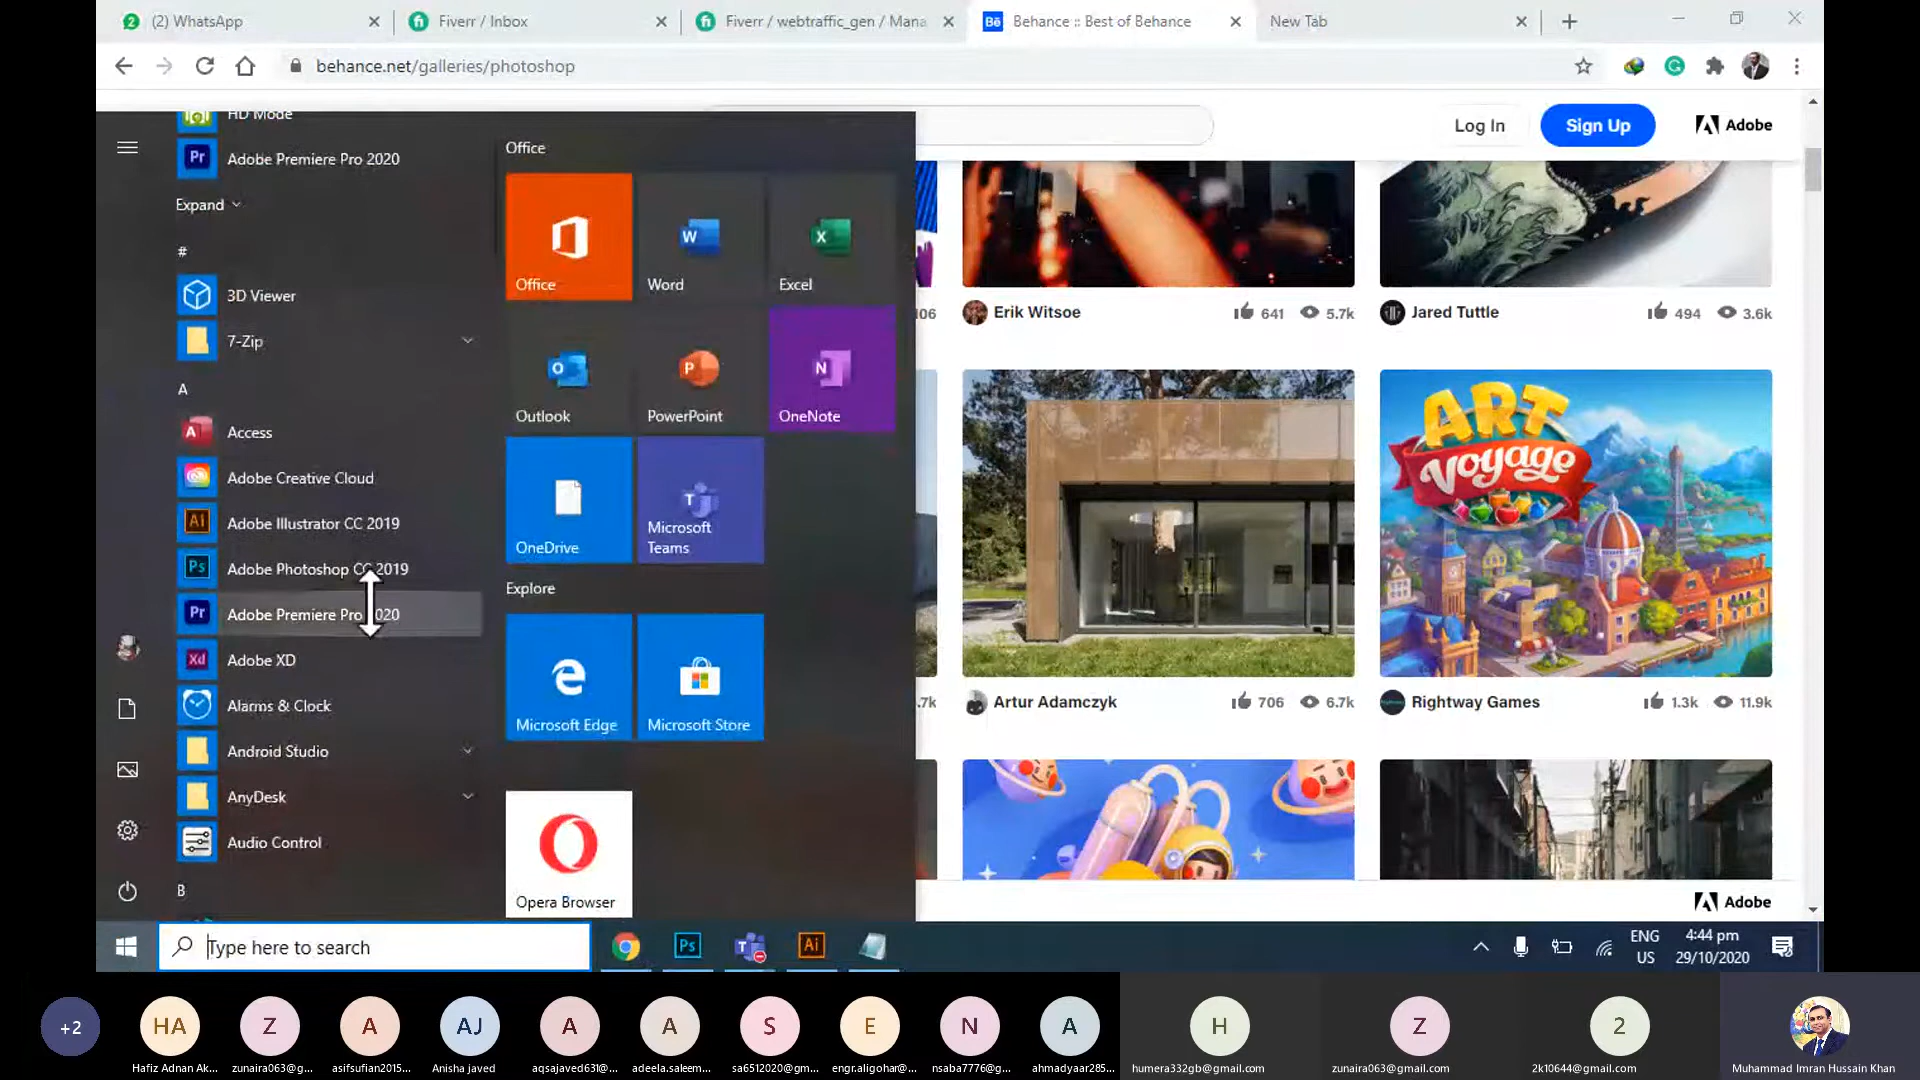 (2) WhatsApp
Fiverr / Inbox
Fiverr / webtraffic_gen / Mana
Behance :: Best of Behance
New Tab
behance.net/galleries/photoshop
Log In
Sign Up
Adobe
HD Mode
Adobe Premiere Pro 2020
Expand
#
3D Viewer
7-Zip
A
Access
Adobe Creative Cloud
Adobe Illustrator CC 2019
Adobe Photoshop CC 2019
Adobe Premiere Pro 2020
Adobe XD
Alarms & Clock
Android Studio
AnyDesk
Audio Control
B
Office
Office
Word
Excel
Outlook
PowerPoint
OneNote
OneDrive
Microsoft Teams
Explore
Microsoft Edge
Microsoft Store
Opera Browser
106
Erik Witsoe
641
5.7k
Jared Tuttle
494
3.6k
ART
Voyage
.7k
Artur Adamczyk
706
6.7k
Rightway Games
1.3k
11.9k
Adobe
Type here to search
ENG
US
4:44 pm
29/10/2020
+2
HA
Z
A
AJ
A
A
S
E
N
A
H
Z
2
Hafiz Adnan Ak...
zunaira063@g...
asifsufian2015...
Anisha javed
aqsajaved631@...
adeela.saleem...
sa6512020@gm...
engr.aligohar@...
nsaba7776@g...
ahmadyaar285...
humera332gb@gmail.com
zunaira063@gmail.com
2k10644@gmail.com
Muhammad Imran Hussain Khan